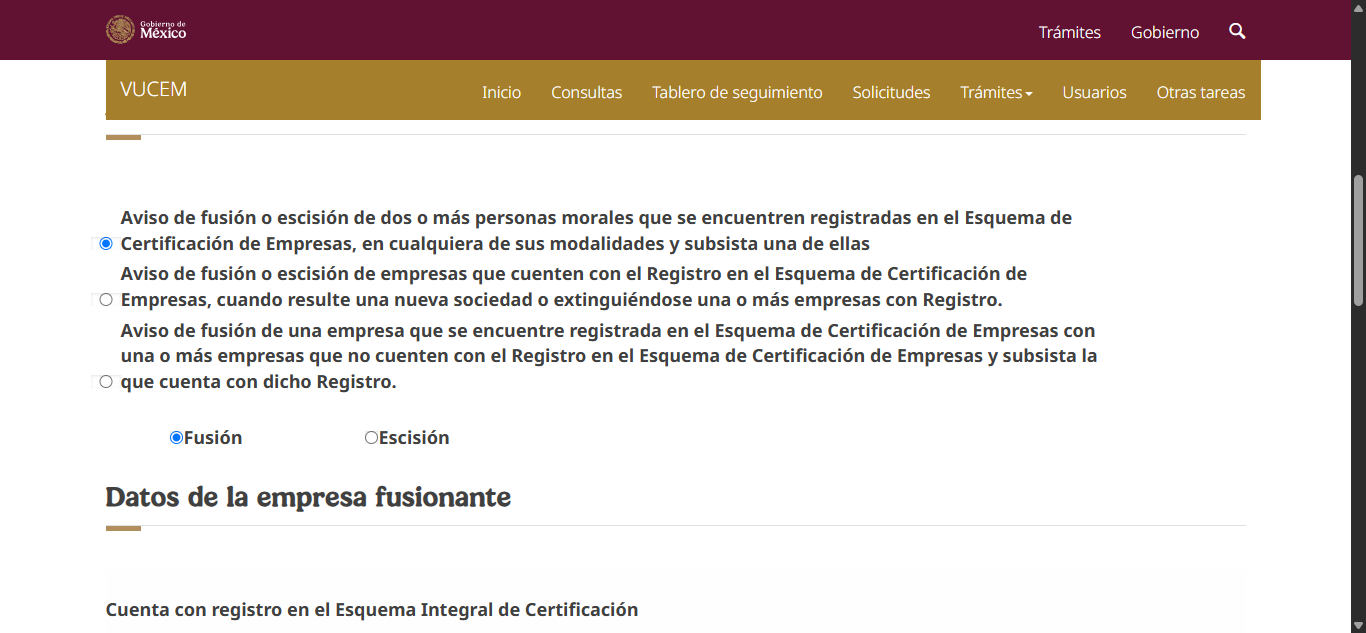 Gobierno de
México
Trámites
Gobierno
VUCEM
Inicio
Consultas
Tablero de seguimiento
Solicitudes
Trámites
Usuarios
Otras tareas
Aviso de fusión o escisión de dos o más personas morales que se encuentren registradas en el Esquema de
Certificación de Empresas, en cualquiera de sus modalidades y subsista una de ellas
Aviso de fusión o escisión de empresas que cuenten con el Registro en el Esquema de Certificación de
Empresas, cuando resulte una nueva sociedad o extinguiéndose una o más empresas con Registro.
Aviso de fusión de una empresa que se encuentre registrada en el Esquema de Certificación de Empresas con
una o más empresas que no cuenten con el Registro en el Esquema de Certificación de Empresas y subsista la
que cuenta con dicho Registro.
Fusión
Escisión
Datos de la empresa fusionante
Cuenta con registro en el Esquema Integral de Certificación